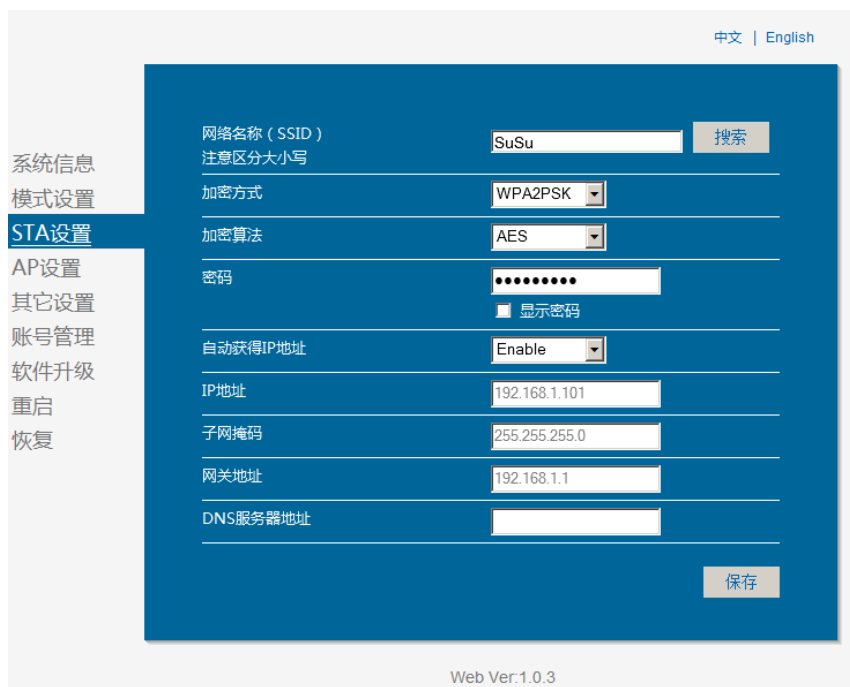 中文 | English
系统信息
模式设置
STA设置
AP设置
其它设置
账号管理
软件升级
重启
恢复
网络名称（SSID）
注意区分大小写
SuSu
搜索
加密方式
WPA2PSK
加密算法
AES
密码
•••••••••
显示密码
自动获得IP地址
Enable
IP地址
192.168.1.101
子网掩码
255.255.255.0
网关地址
192.168.1.1
DNS服务器地址
保存
Web Ver:1.0.3